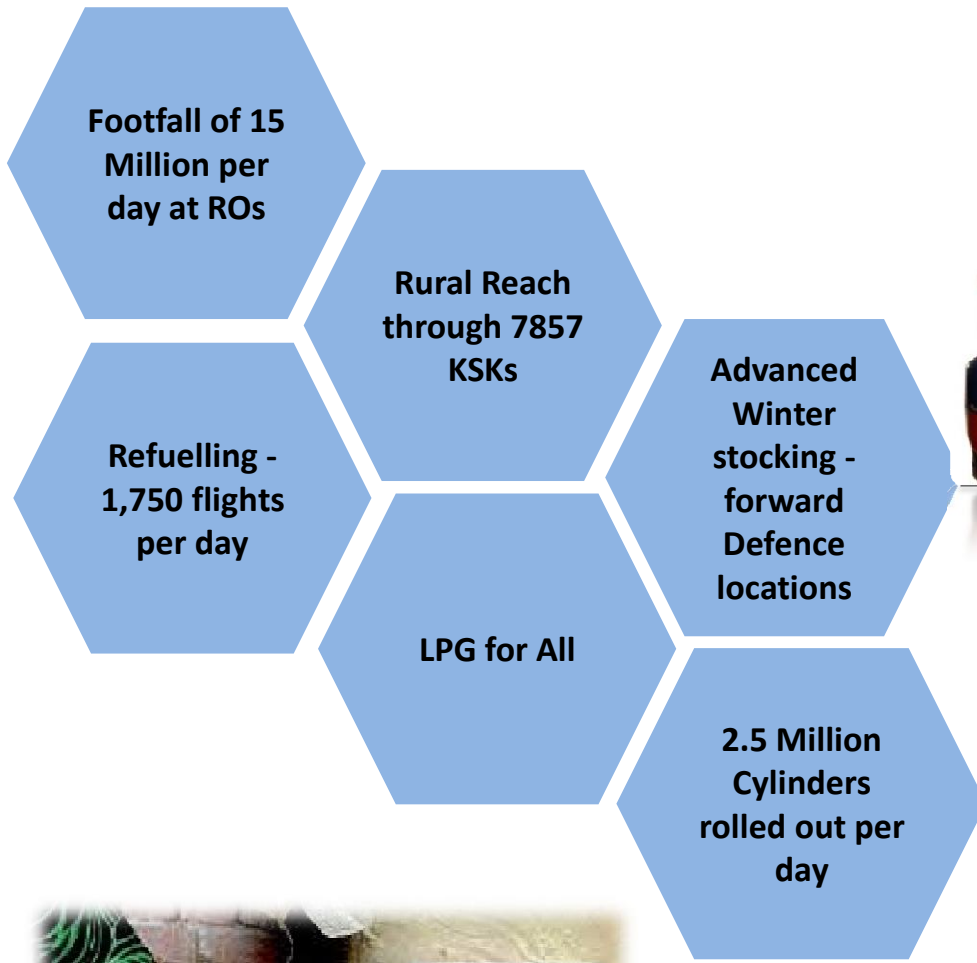 Footfall of 15
Million per
day at ROs
Rural Reach
through 7857
KSKs
Refuelling -
1,750 flights
per day
Advanced
Winter
stocking -
forward
Defence
locations
LPG for All
2.5 Million
Cylinders
rolled out per
day